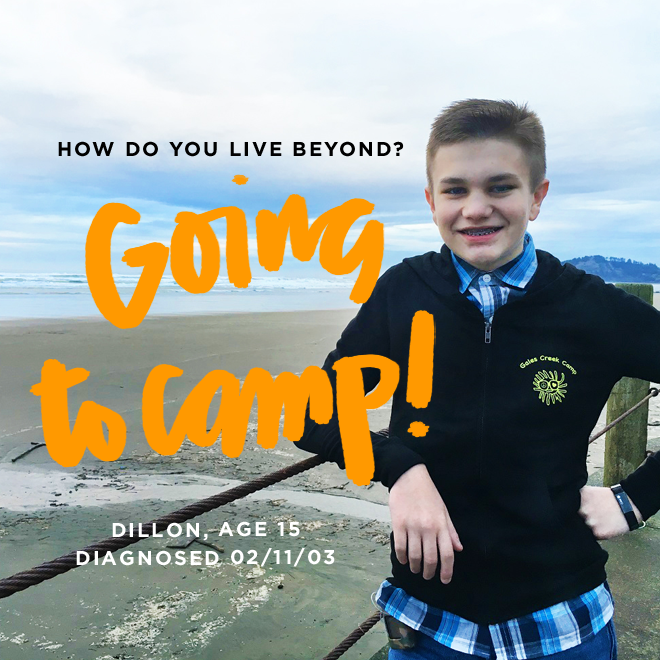 HOW DO YOU LIVE BEYOND?
Going
to camp!
Gales Creek Camp
DILLON, AGE 15
DIAGNOSED 02/11/03